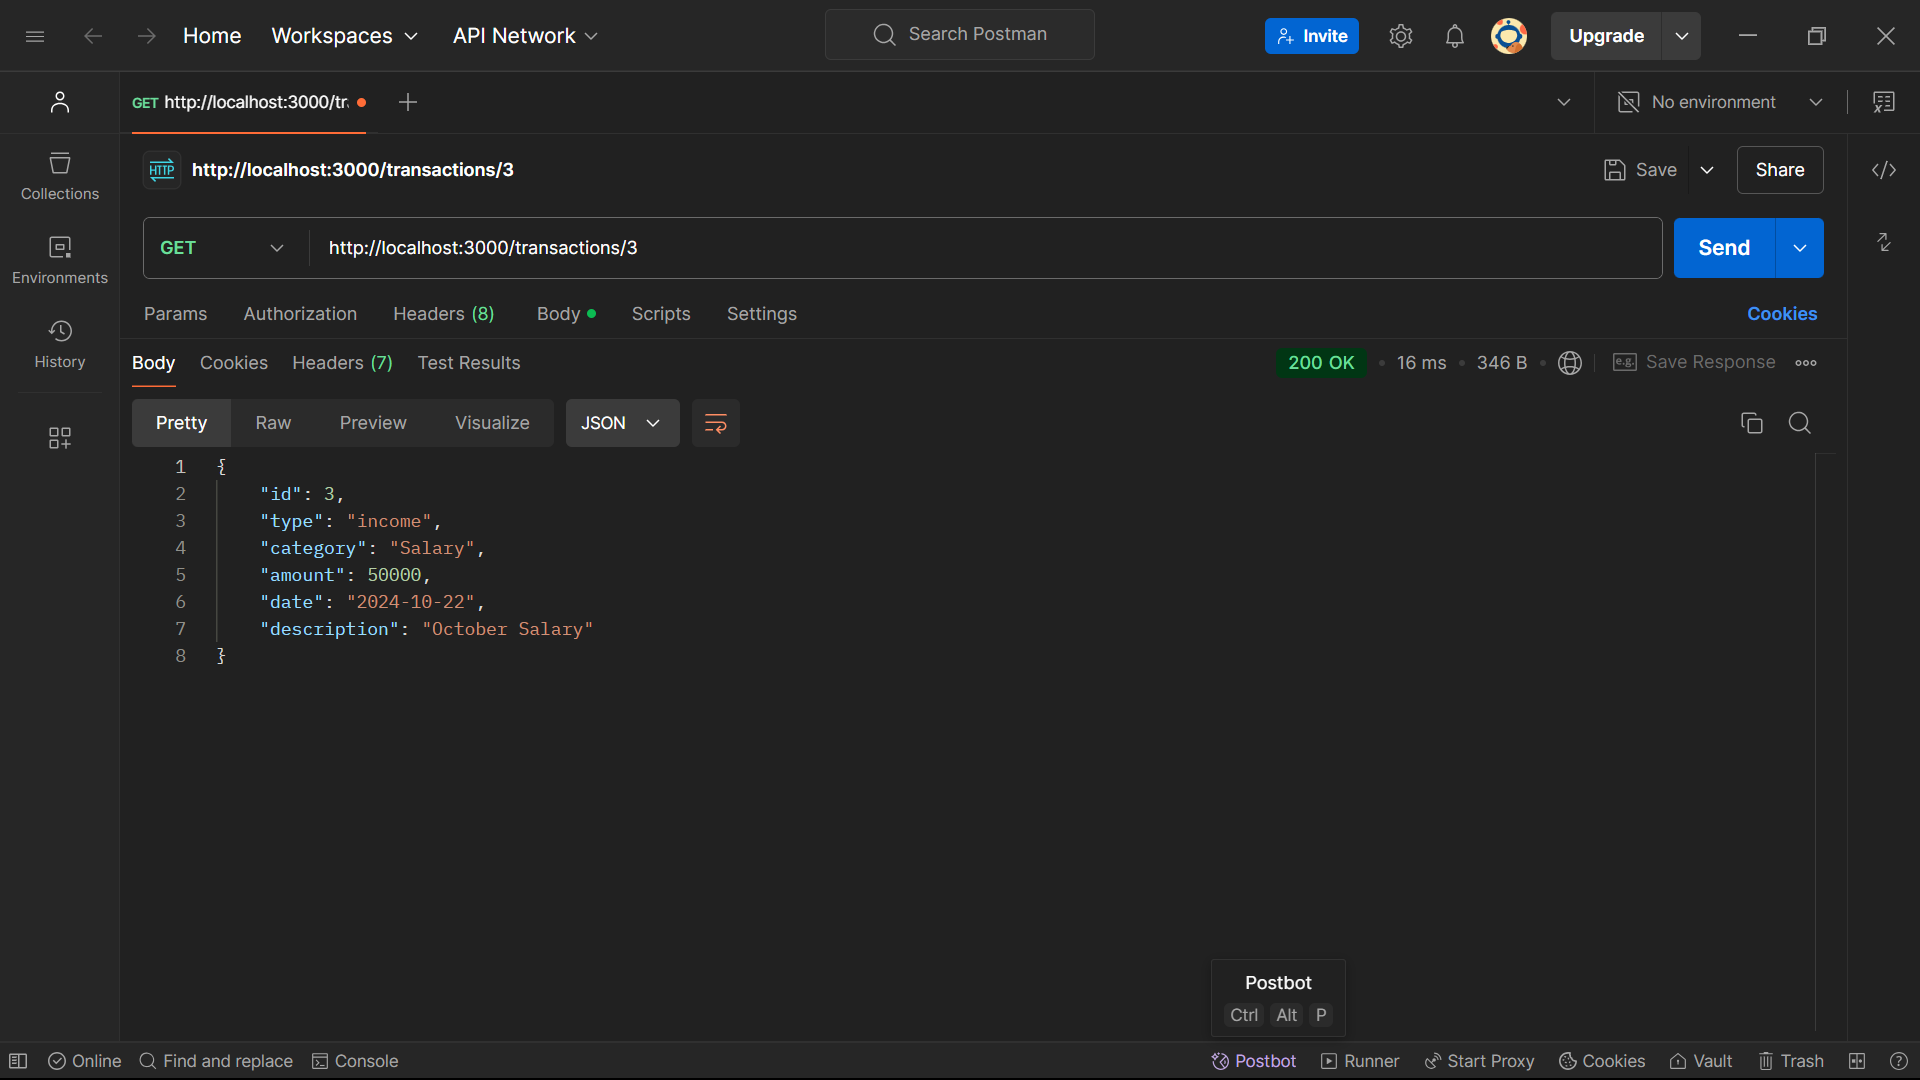 Home Workspaces API Network Search Postman Invite Upgrade
GET http://localhost:3000/tr No environment
HTTP http://localhost:3000/transactions/3 Save Share
Collections
GET http://localhost:3000/transactions/3 Send
Environments
Params Authorization Headers (8) Body Scripts Settings Cookies
History
Body Cookies Headers (7) Test Results 200 OK 16 ms 346 B e.g. Save Response
Pretty Raw Preview Visualize JSON
1 {
2 "id": 3,
3 "type": "income",
4 "category": "Salary",
5 "amount": 50000,
6 "date": "2024-10-22",
7 "description": "October Salary"
8 }
Postbot
Ctrl Alt P
Online Find and replace Console Postbot Runner Start Proxy Cookies Vault Trash